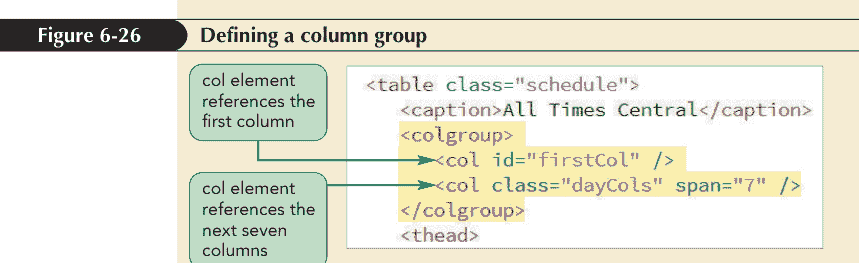 Figure 6-26 Defining a column group
col element
references the
first column
col element
references the
next seven
columns
<table class="schedule">
<caption>All Times Central</caption>
<colgroup>
<col id="firstCol" />
<col class="dayCols" span="7" />
</colgroup>
<thead>